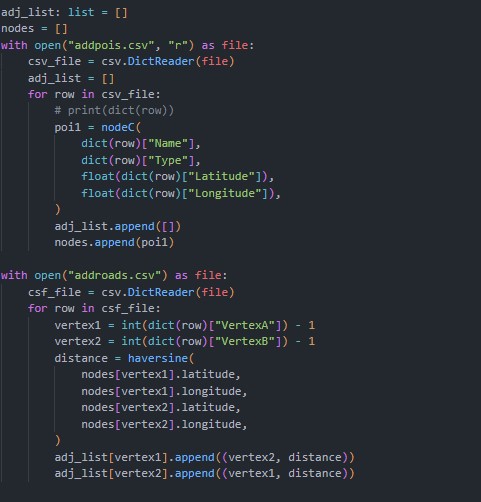 adj_list: list = []
nodes = []
with open("addpois.csv", "r") as file:
    csv_file = csv.DictReader(file)
    adj_list = []
    for row in csv_file:
        # print(dict(row))
        poi1 = nodeC(
            dict(row)["Name"],
            dict(row)["Type"],
            float(dict(row)["Latitude"]),
            float(dict(row)["Longitude"]),
        )
        adj_list.append([])
        nodes.append(poi1)

with open("addroads.csv") as file:
    csf_file = csv.DictReader(file)
    for row in csf_file:
        vertex1 = int(dict(row)["VertexA"]) - 1
        vertex2 = int(dict(row)["VertexB"]) - 1
        distance = haversine(
            nodes[vertex1].latitude,
            nodes[vertex1].longitude,
            nodes[vertex2].latitude,
            nodes[vertex2].longitude,
        )
        adj_list[vertex1].append((vertex2, distance))
        adj_list[vertex2].append((vertex1, distance))